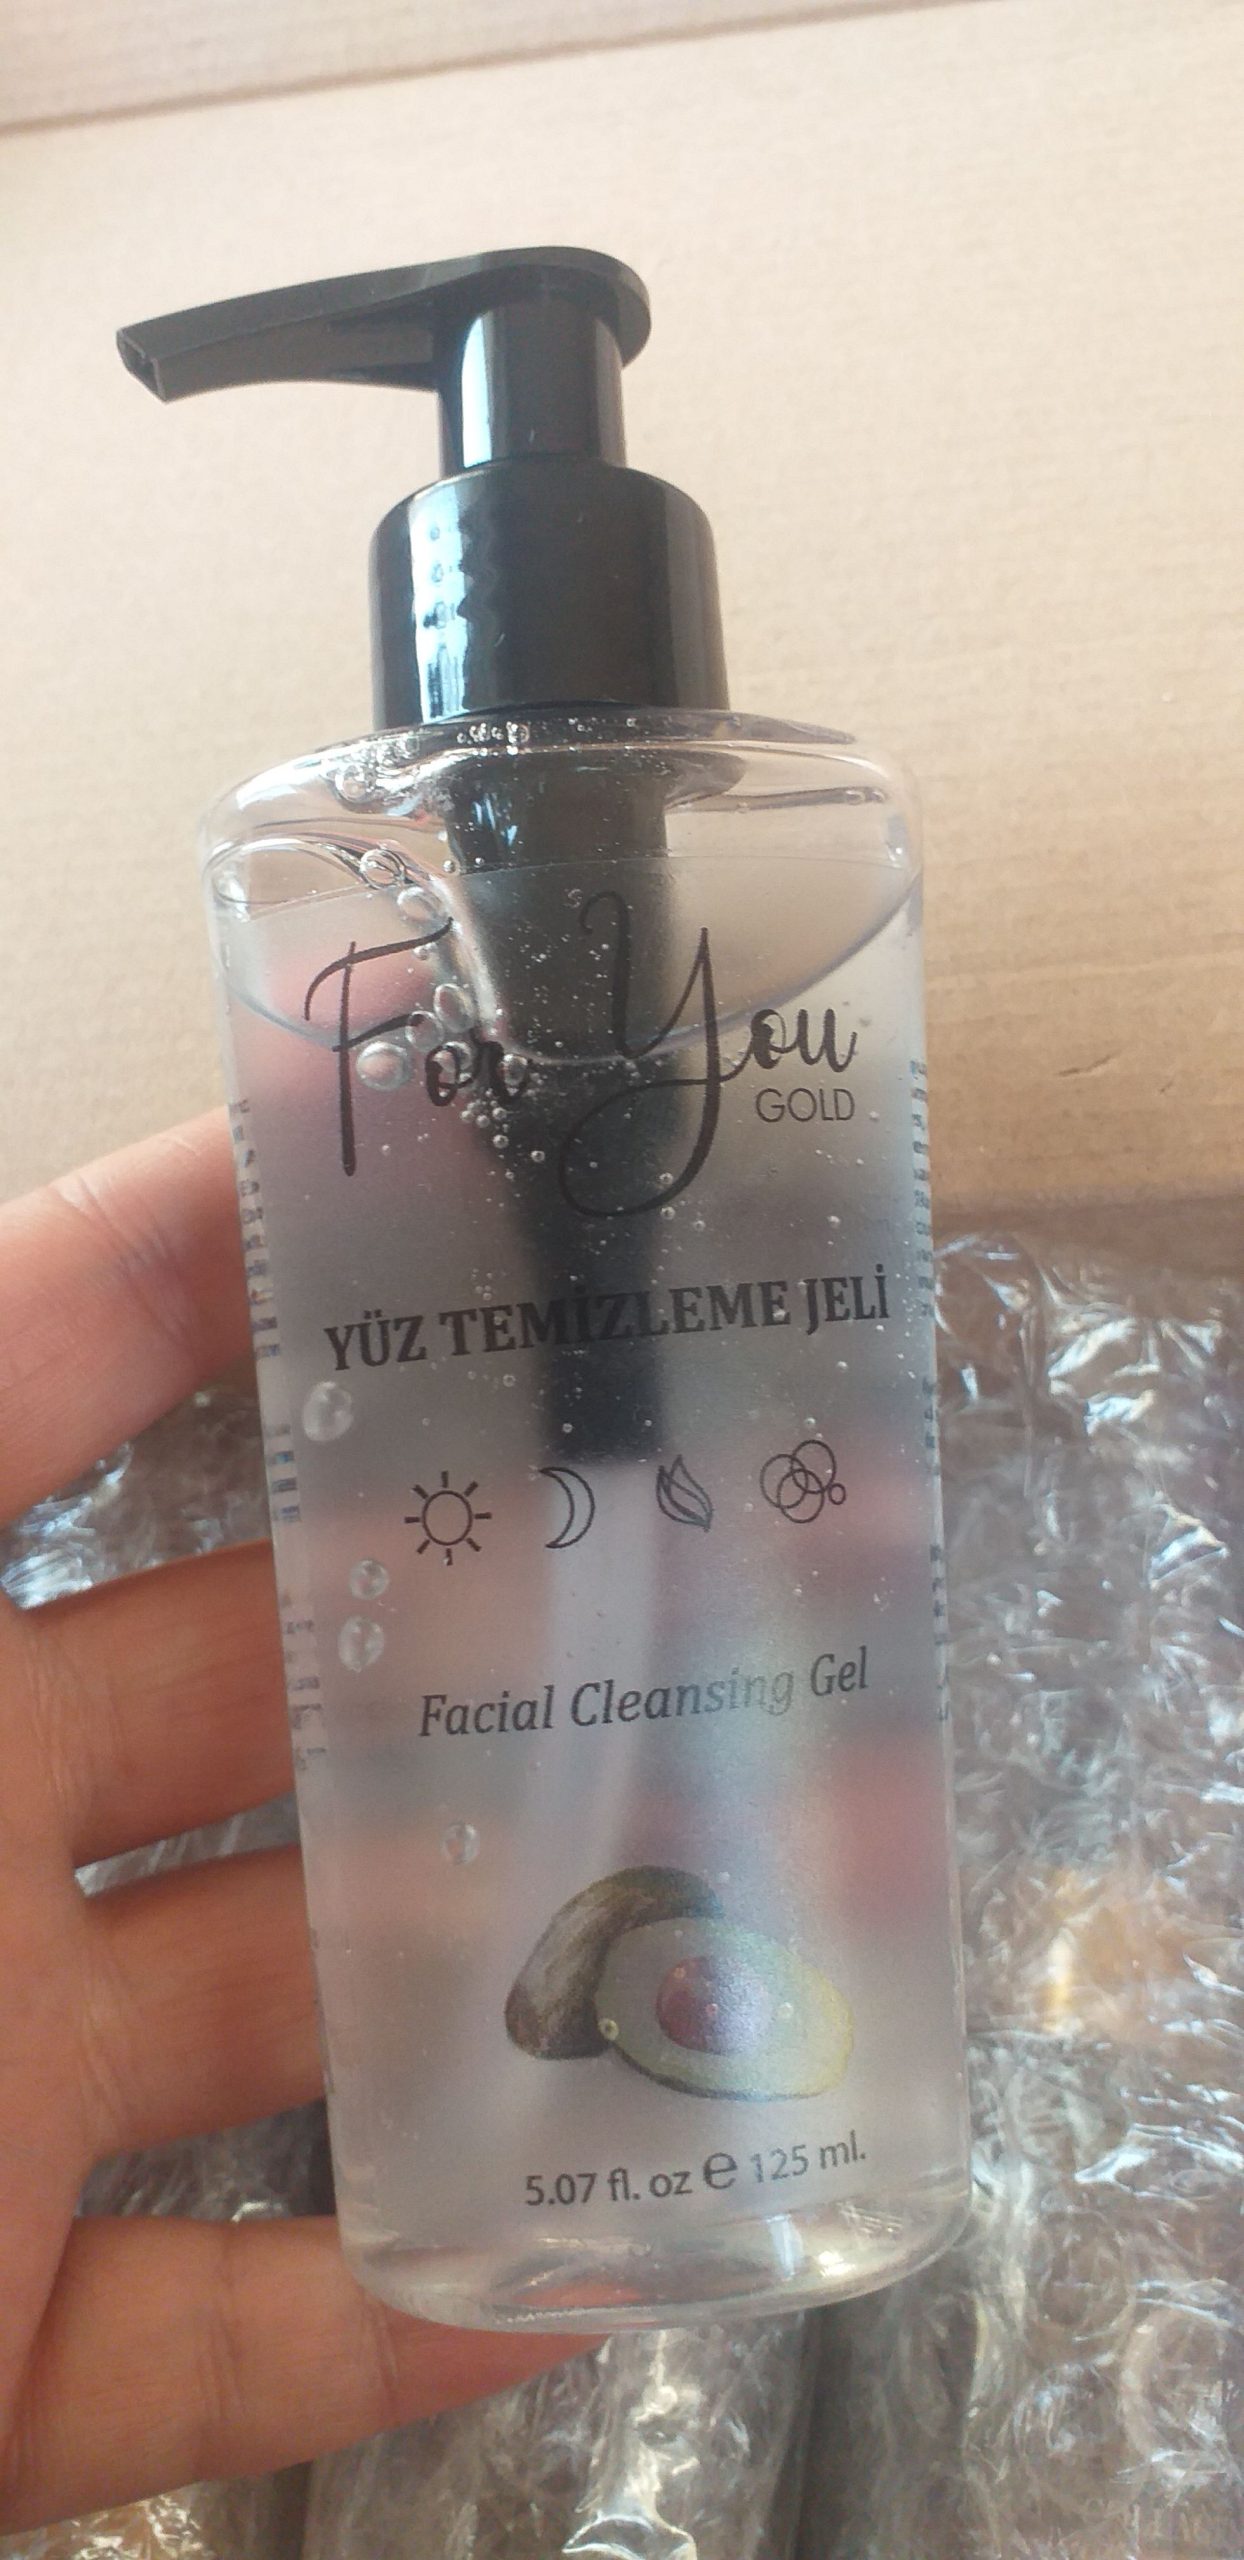 For You
GOLD
YÜZ TEMİZLEME JELİ
Facial Cleansing Gel
5.07 fl. oz e 125 ml.